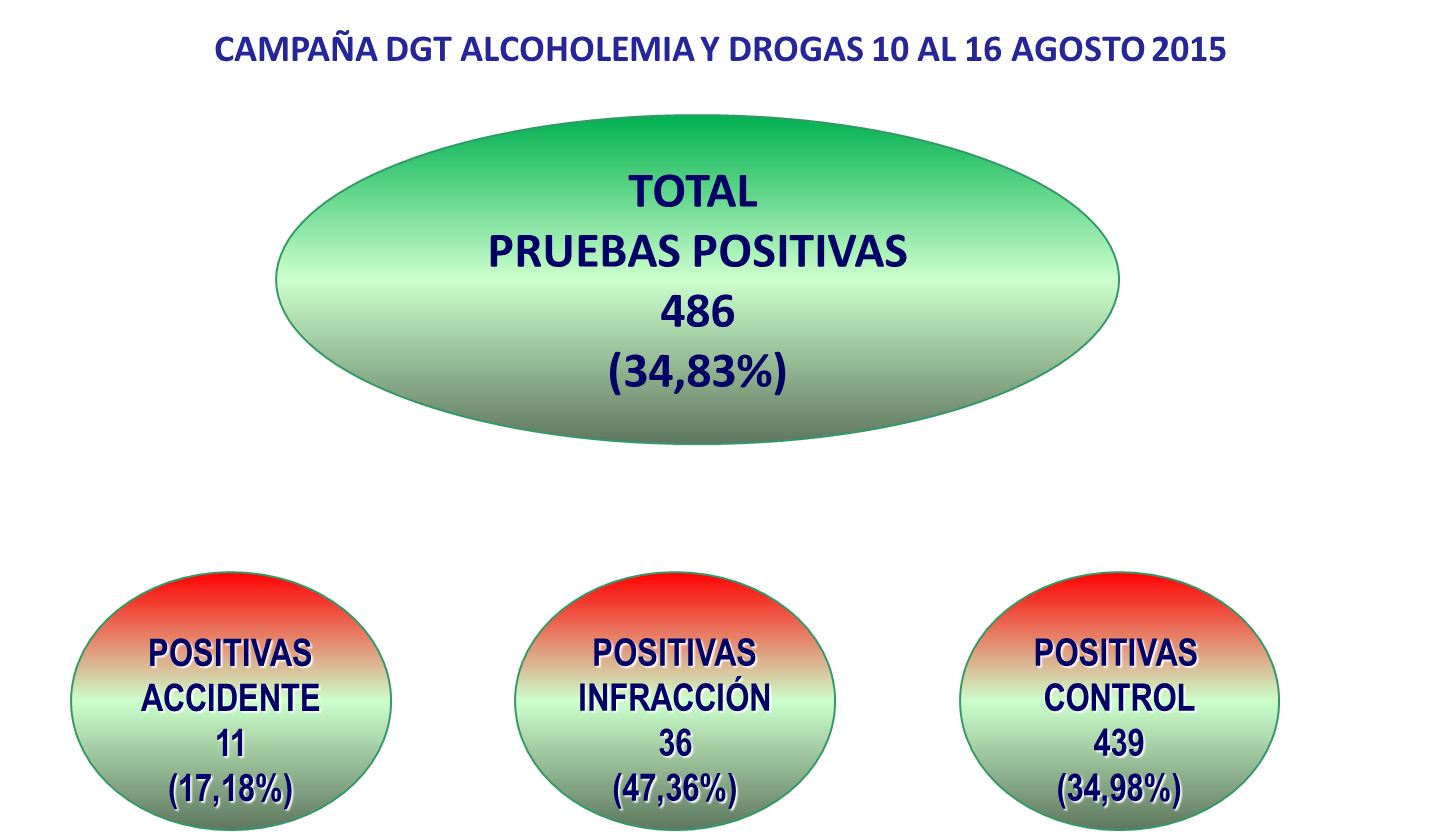 CAMPAÑA DGT ALCOHOLEMIA Y DROGAS 10 AL 16 AGOSTO 2015
TOTAL
PRUEBAS POSITIVAS
486
(34,83%)
POSITIVAS
ACCIDENTE
11
(17,18%)
POSITIVAS
INFRACCIÓN
36
(47,36%)
POSITIVAS
CONTROL
439
(34,98%)